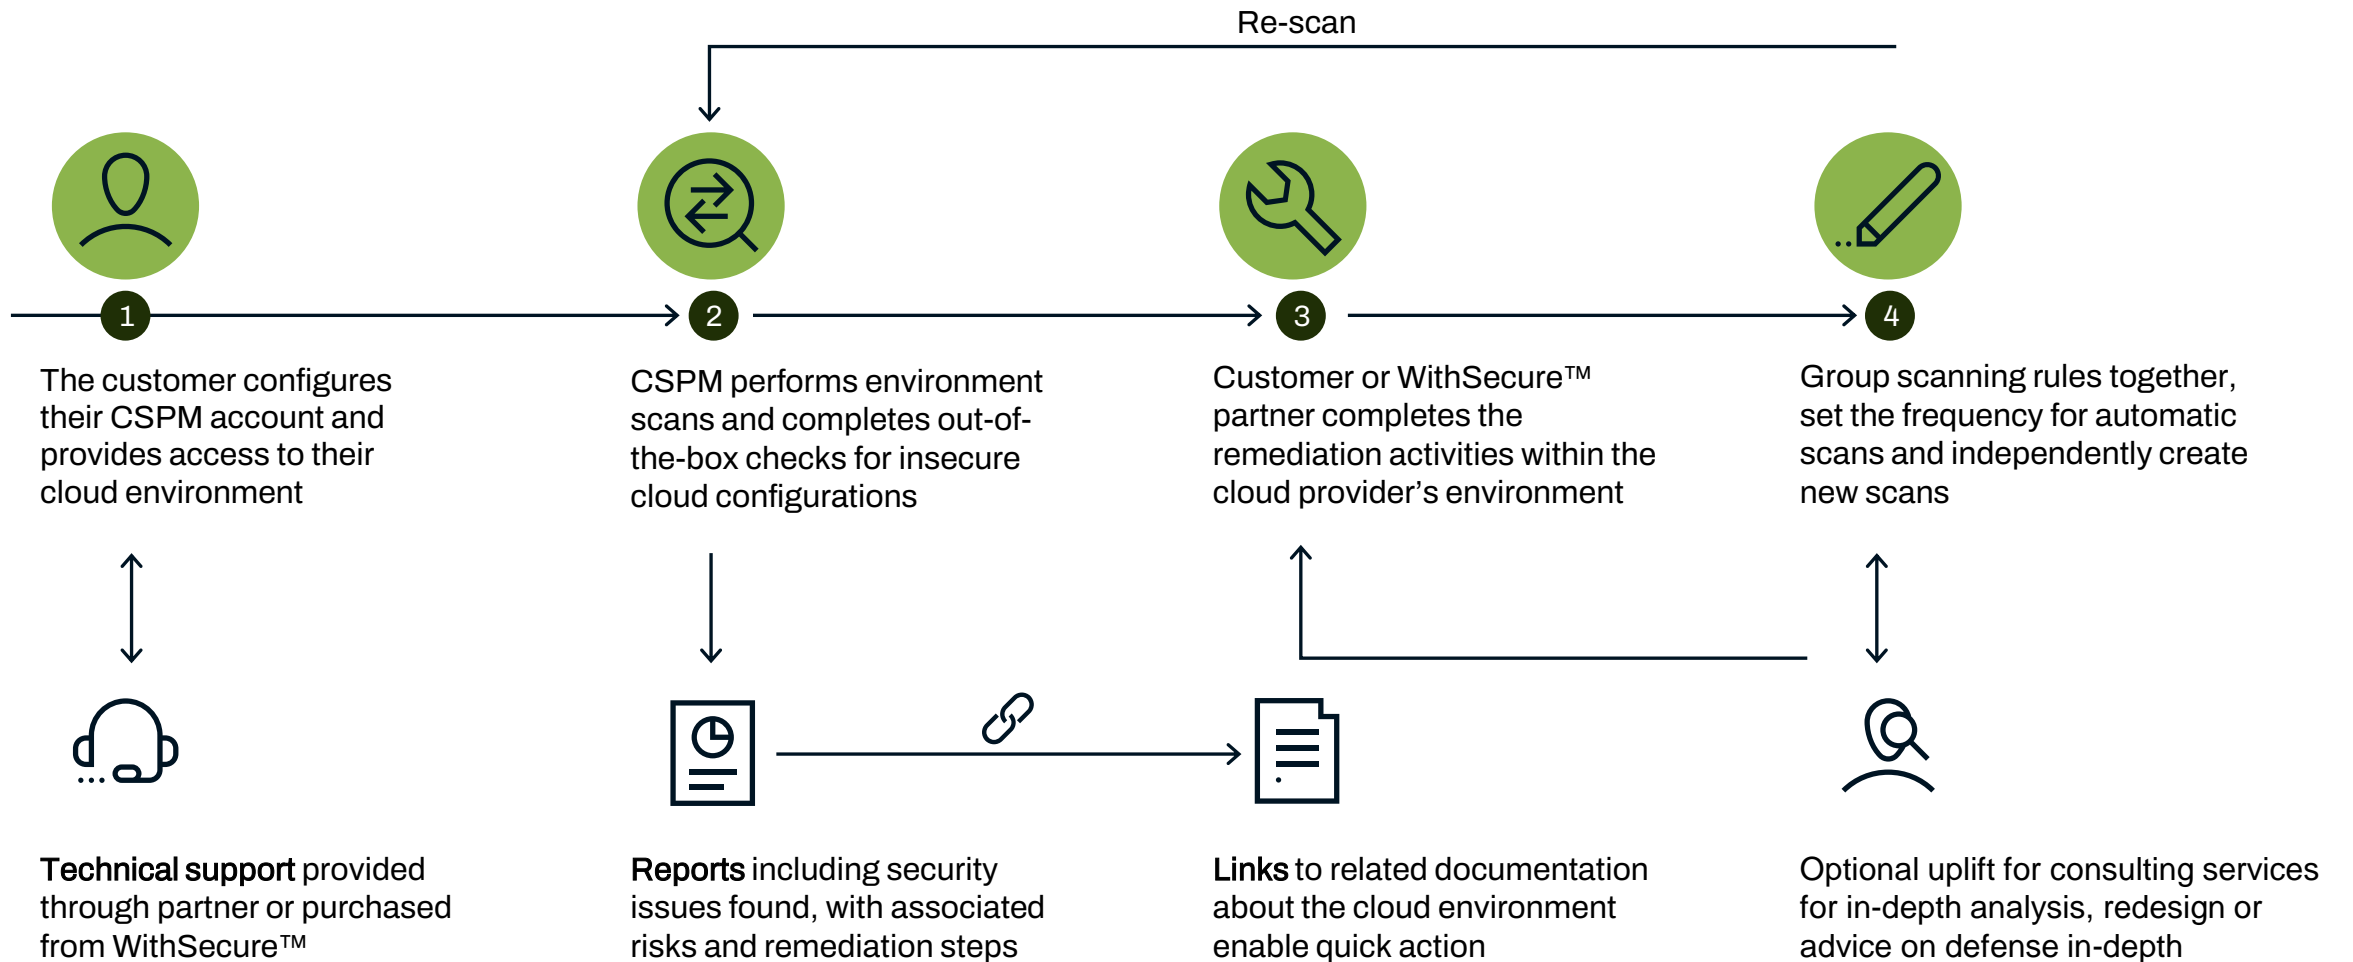 Re-scan
1
2
3
4
The customer configures
their CSPM account and
provides access to their
cloud environment
CSPM performs environment
scans and completes out-of-
the-box checks for insecure
cloud configurations
Customer or WithSecure™
partner completes the
remediation activities within the
cloud provider’s environment
Group scanning rules together,
set the frequency for automatic
scans and independently create
new scans
Technical support provided
through partner or purchased
from WithSecure™
Reports including security
issues found, with associated
risks and remediation steps
Links to related documentation
about the cloud environment
enable quick action
Optional uplift for consulting services
for in-depth analysis, redesign or
advice on defense in-depth